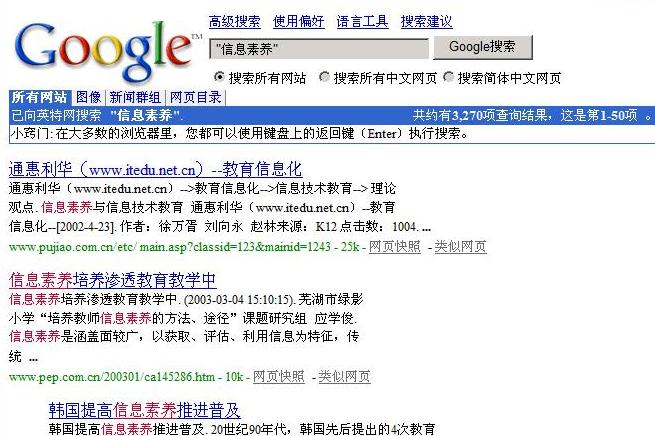 高级搜索 使用偏好 语言工具 搜索建议
Google™
"信息素养" Google搜索
搜索所有网站 搜索所有中文网页 搜索简体中文网页
所有网站 图像 新闻群组 网页目录
已向英特网搜索 "信息素养". 共约有3,270项查询结果，这是第1-50项 。
小窍门: 在大多数的浏览器里，您都可以使用键盘上的返回键（Enter）执行搜索。
通惠利华（www.itedu.net.cn）--教育信息化
通惠利华（www.itedu.net.cn）-->教育信息化-->信息技术教育--> 理论
观点. 信息素养与信息技术教育 通惠利华（www.itedu.net.cn）--教育
信息化--[2002-4-23]. 作者：徐万胥 刘向永 赵林来源：K12 点击数：1004. ...
www.pujiao.com.cn/etc/ main.asp?classid=123&mainid=1243 - 25k - 网页快照 - 类似网页
信息素养培养渗透教育教学中
信息素养培养渗透教育教学中. (2003-03-04 15:10:15). 芜湖市绿影
小学“培养教师信息素养的方法、途径”课题研究组 应学俊.
信息素养是涵盖面较广，以获取、评估、利用信息为特征，传
统 ...
www.pep.com.cn/200301/ca145286.htm - 10k - 网页快照 - 类似网页
韩国提高信息素养推进普及
韩国提高信息素养推进普及. 20世纪90年代，韩国先后提出的4次教育